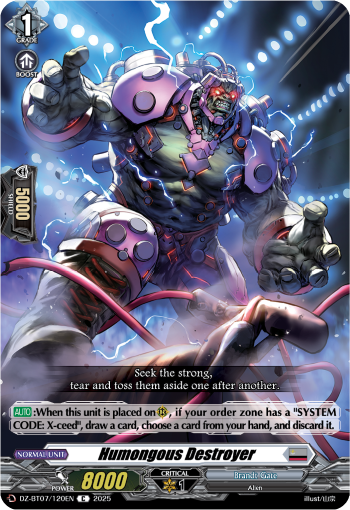 1
GRADE
BOOST
5000
SHIELD
Seek the strong,
tear and toss them aside one after another.
AUTO:When this unit is placed on R, if your order zone has a "SYSTEM
CODE: X-ceed", draw a card, choose a card from your hand, and discard it.
NORMAL UNIT
Humongous Destroyer
Brandt Gate
Alien
POWER 8000
CRITICAL
1
DZ-BT07/120EN C 2025
illust/山宗